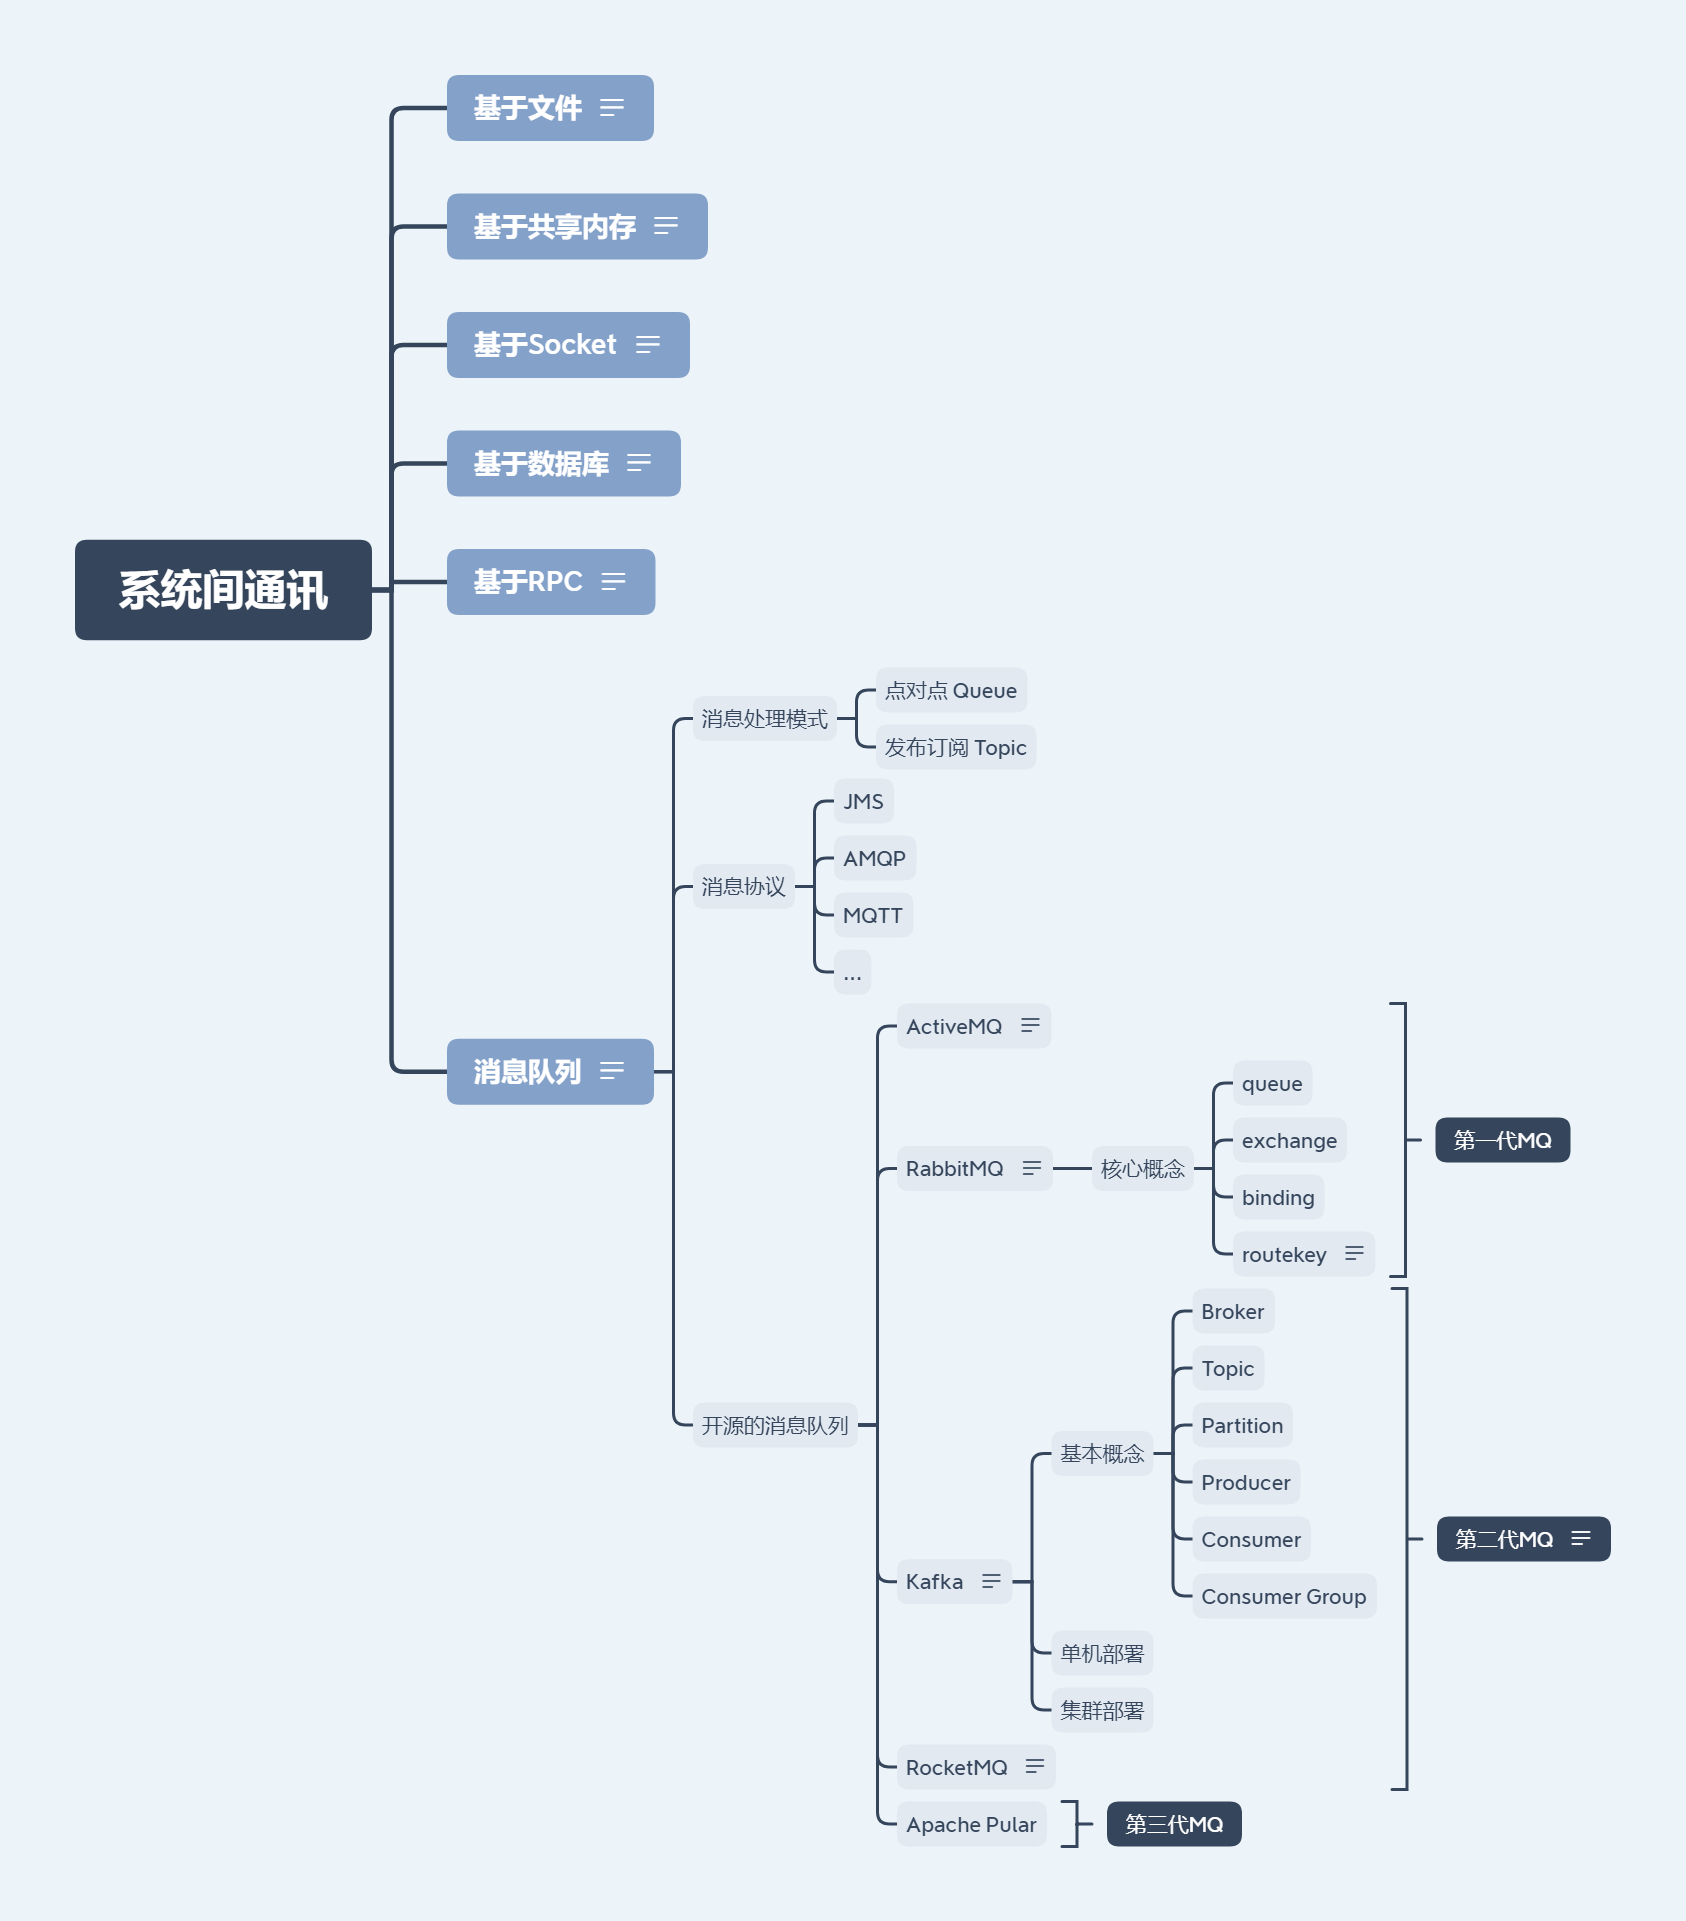 系统间通讯
基于文件
基于共享内存
基于Socket
基于数据库
基于RPC
消息队列
消息处理模式
点对点 Queue
发布订阅 Topic
消息协议
JMS
AMQP
MQTT
...
开源的消息队列
ActiveMQ
RabbitMQ
核心概念
queue
exchange
binding
routekey
第一代MQ
Kafka
基本概念
Broker
Topic
Partition
Producer
Consumer
Consumer Group
单机部署
集群部署
RocketMQ
第二代MQ
Apache Pular
第三代MQ